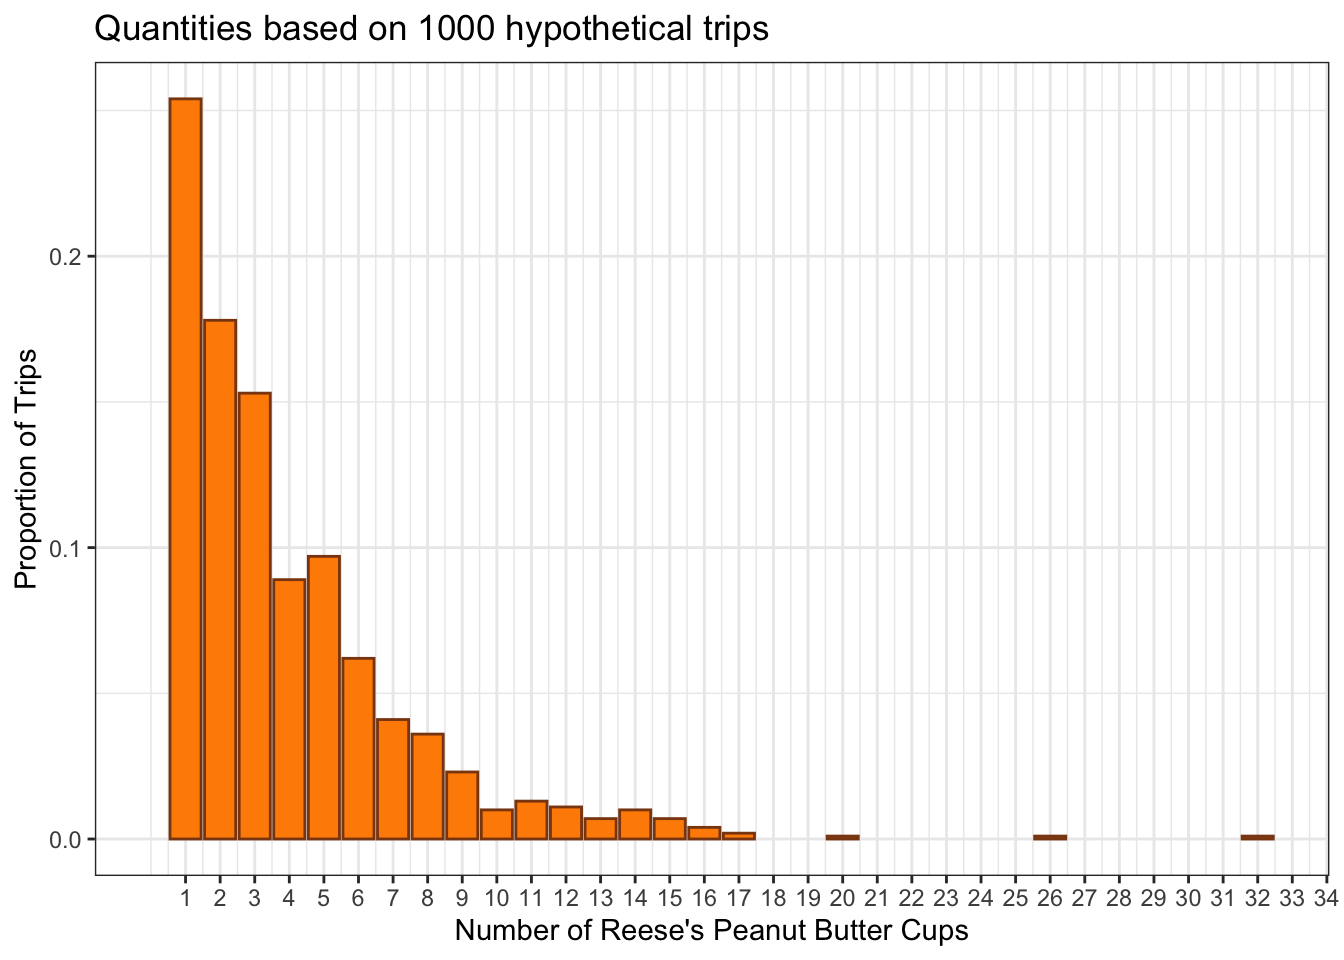 Quantities based on 1000 hypothetical trips
Proportion of Trips
0.2
0.1
0.0
1 2 3 4 5 6 7 8 9 10 11 12 13 14 15 16 17 18 19 20 21 22 23 24 25 26 27 28 29 30 31 32 33 34
Number of Reese's Peanut Butter Cups